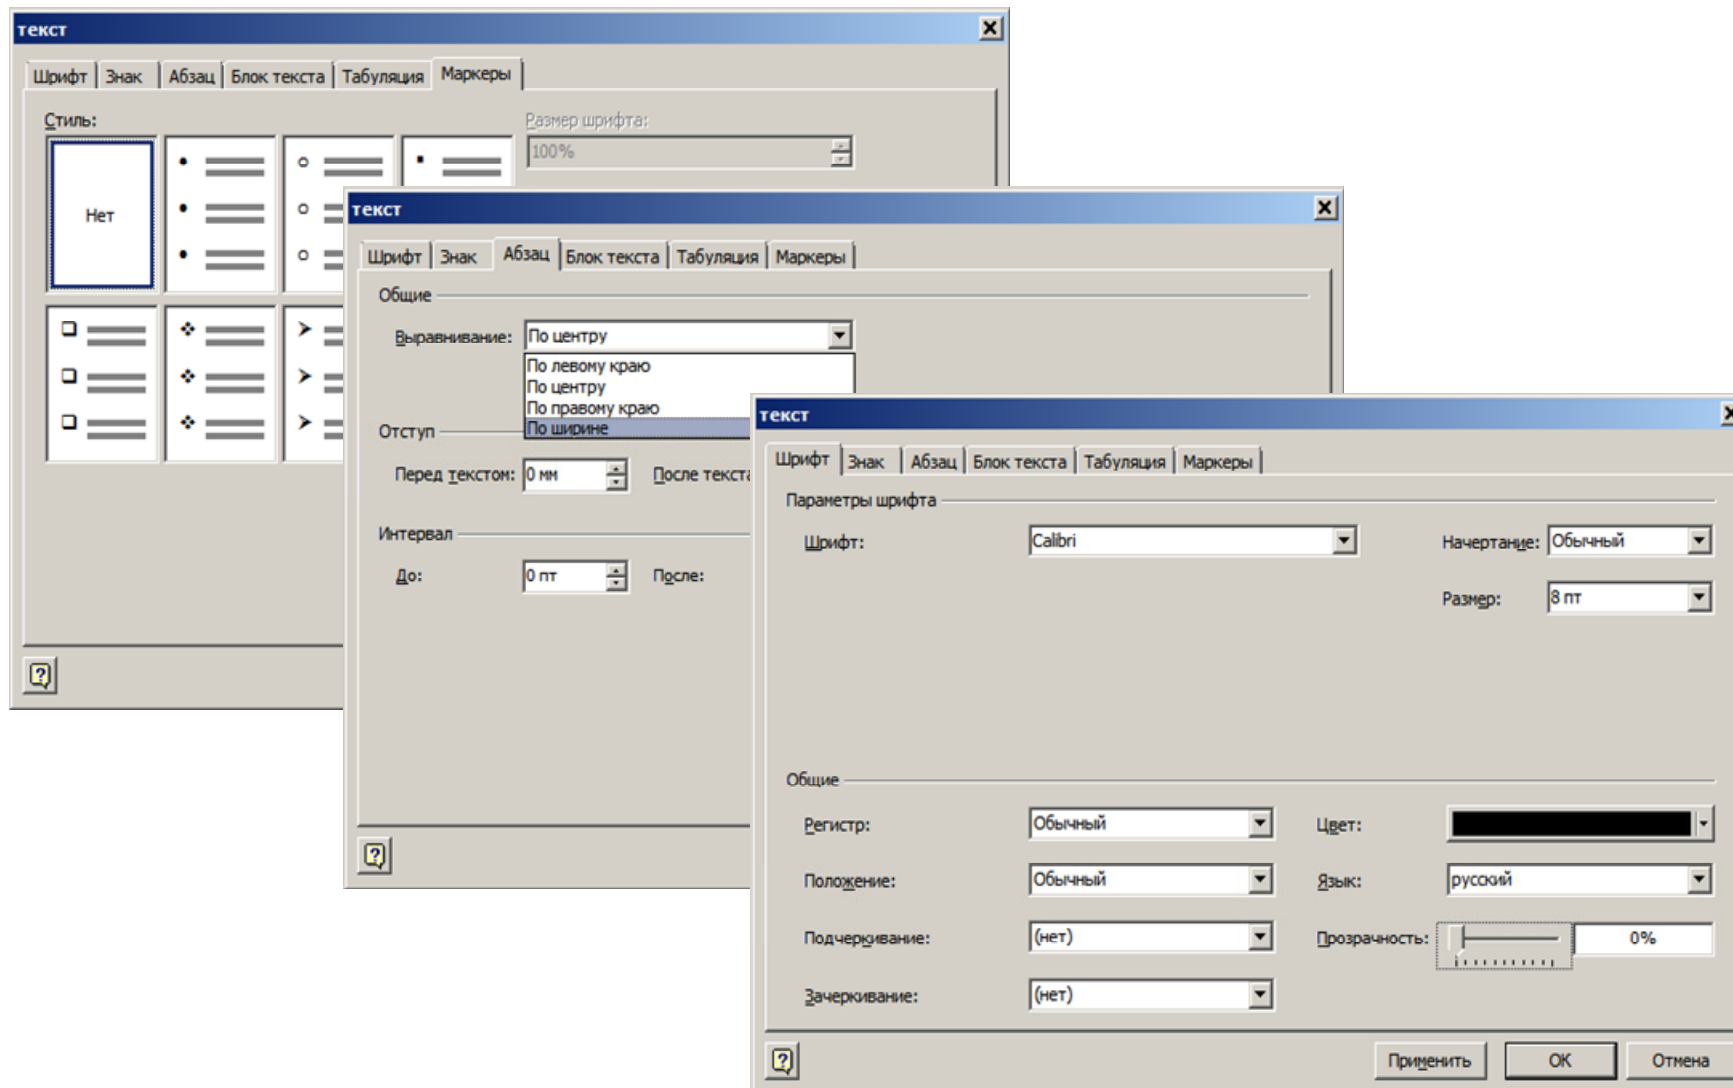 текст
Шрифт Знак Абзац Блок текста Табуляция Маркеры
Стиль:
Размер шрифта:
100%
Нет
текст
Шрифт Знак Абзац Блок текста Табуляция Маркеры
Общие
Выравнивание: По центру
По левому краю
По центру
По правому краю
По ширине
Отступ
Перед текстом: 0 мм После текста
Интервал
До: 0 пт После:
текст
Шрифт Знак Абзац Блок текста Табуляция Маркеры
Параметры шрифта
Шрифт: Calibri Начертание: Обычный
Размер: 8 пт
Общие
Регистр: Обычный Цвет:
Положение: Обычный Язык: русский
Подчеркивание: (нет) Прозрачность: 0%
Зачеркивание: (нет)
Применить ОК Отмена